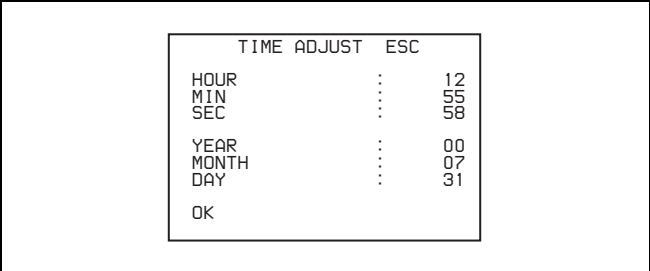 TIME ADJUST ESC
HOUR : 12
MIN : 55
SEC : 58
YEAR : 00
MONTH : 07
DAY : 31
OK